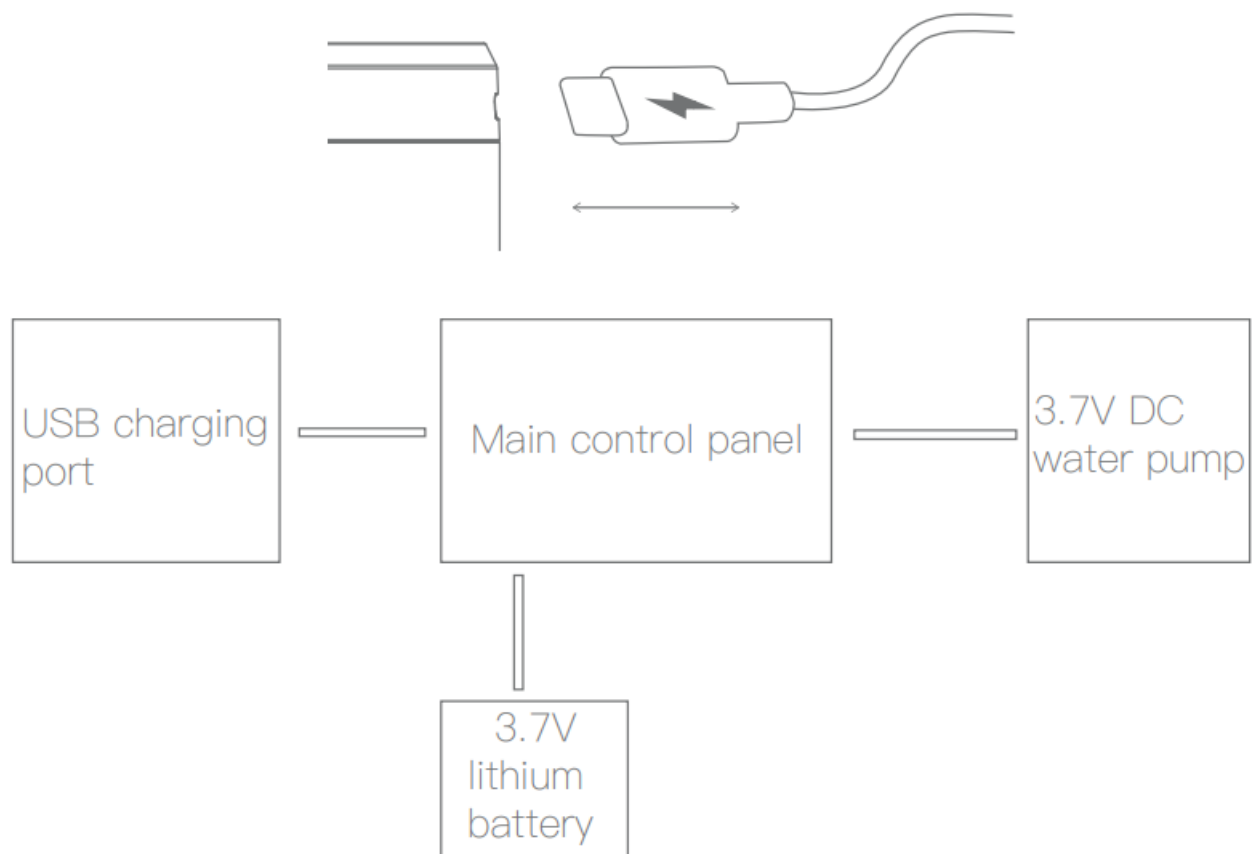 USB charging
port
Main control panel
3.7V DC
water pump
3.7V
lithium
battery